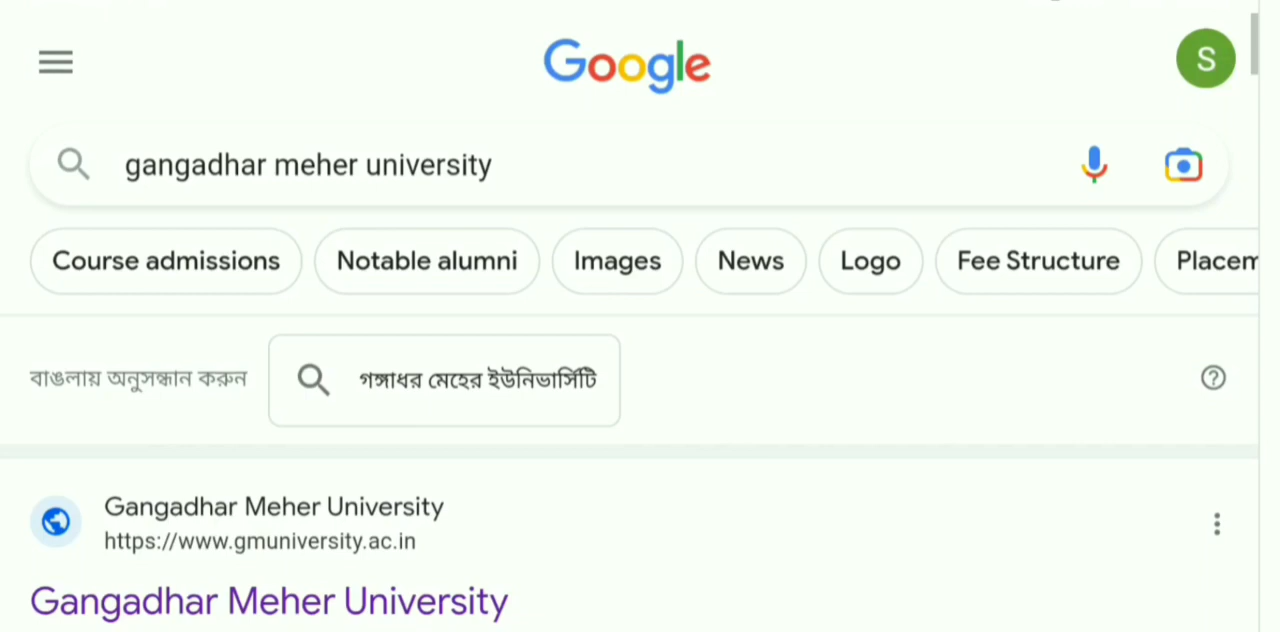 Google
S
gangadhar meher university
Course admissions Notable alumni Images News Logo Fee Structure Placem
বাঙলায় অনুসন্ধান করুন গঙ্গাধর মেহের ইউনিভার্সিটি
Gangadhar Meher University
https://www.gmuniversity.ac.in
Gangadhar Meher University